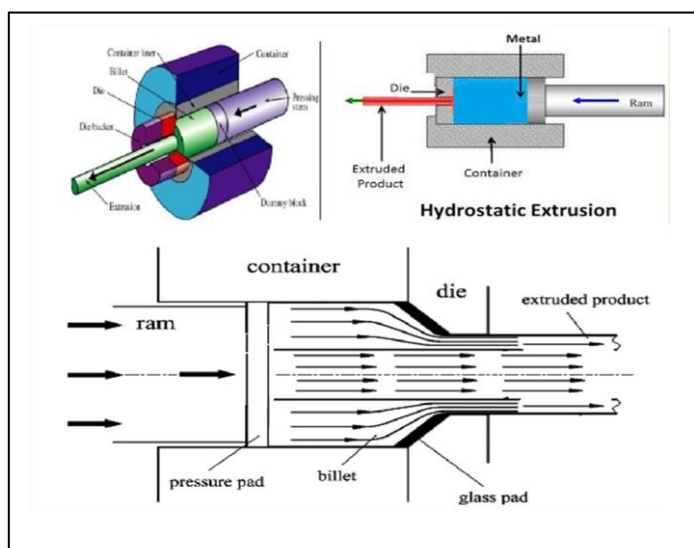 Container liner
Container
Billet
Die
Die backer
Pressing
stem
Extrusion
Dummy block
Metal
Die
Ram
Extruded
Product
Container
Hydrostatic Extrusion
container
die
extruded product
ram
pressure pad
billet
glass pad